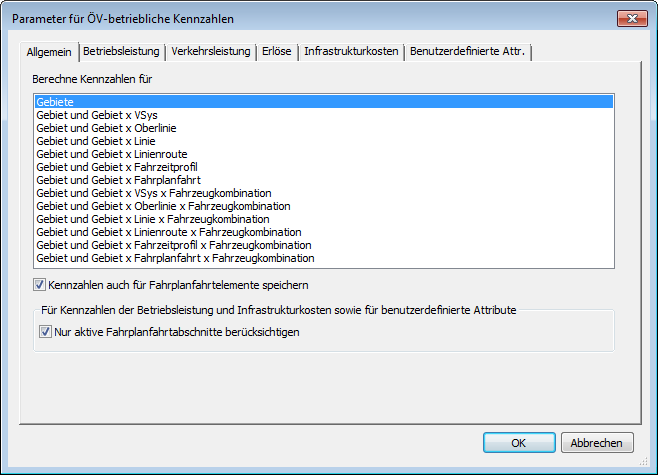 Parameter für ÖV-betriebliche Kennzahlen
Allgemein Betriebsleistung Verkehrsleistung Erlöse Infrastrukturkosten Benutzerdefinierte Attr.
Berechne Kennzahlen für
Gebiete
Gebiet und Gebiet x VSys
Gebiet und Gebiet x Oberlinie
Gebiet und Gebiet x Linie
Gebiet und Gebiet x Linienroute
Gebiet und Gebiet x Fahrzeitprofil
Gebiet und Gebiet x Fahrplanfahrt
Gebiet und Gebiet x VSys x Fahrzeugkombination
Gebiet und Gebiet x Oberlinie x Fahrzeugkombination
Gebiet und Gebiet x Linie x Fahrzeugkombination
Gebiet und Gebiet x Linienroute x Fahrzeugkombination
Gebiet und Gebiet x Fahrzeitprofil x Fahrzeugkombination
Gebiet und Gebiet x Fahrplanfahrt x Fahrzeugkombination
Kennzahlen auch für Fahrplanfahrtelemente speichern
Für Kennzahlen der Betriebsleistung und Infrastrukturkosten sowie für benutzerdefinierte Attribute
Nur aktive Fahrplanfahrtabschnitte berücksichtigen
OK Abbrechen